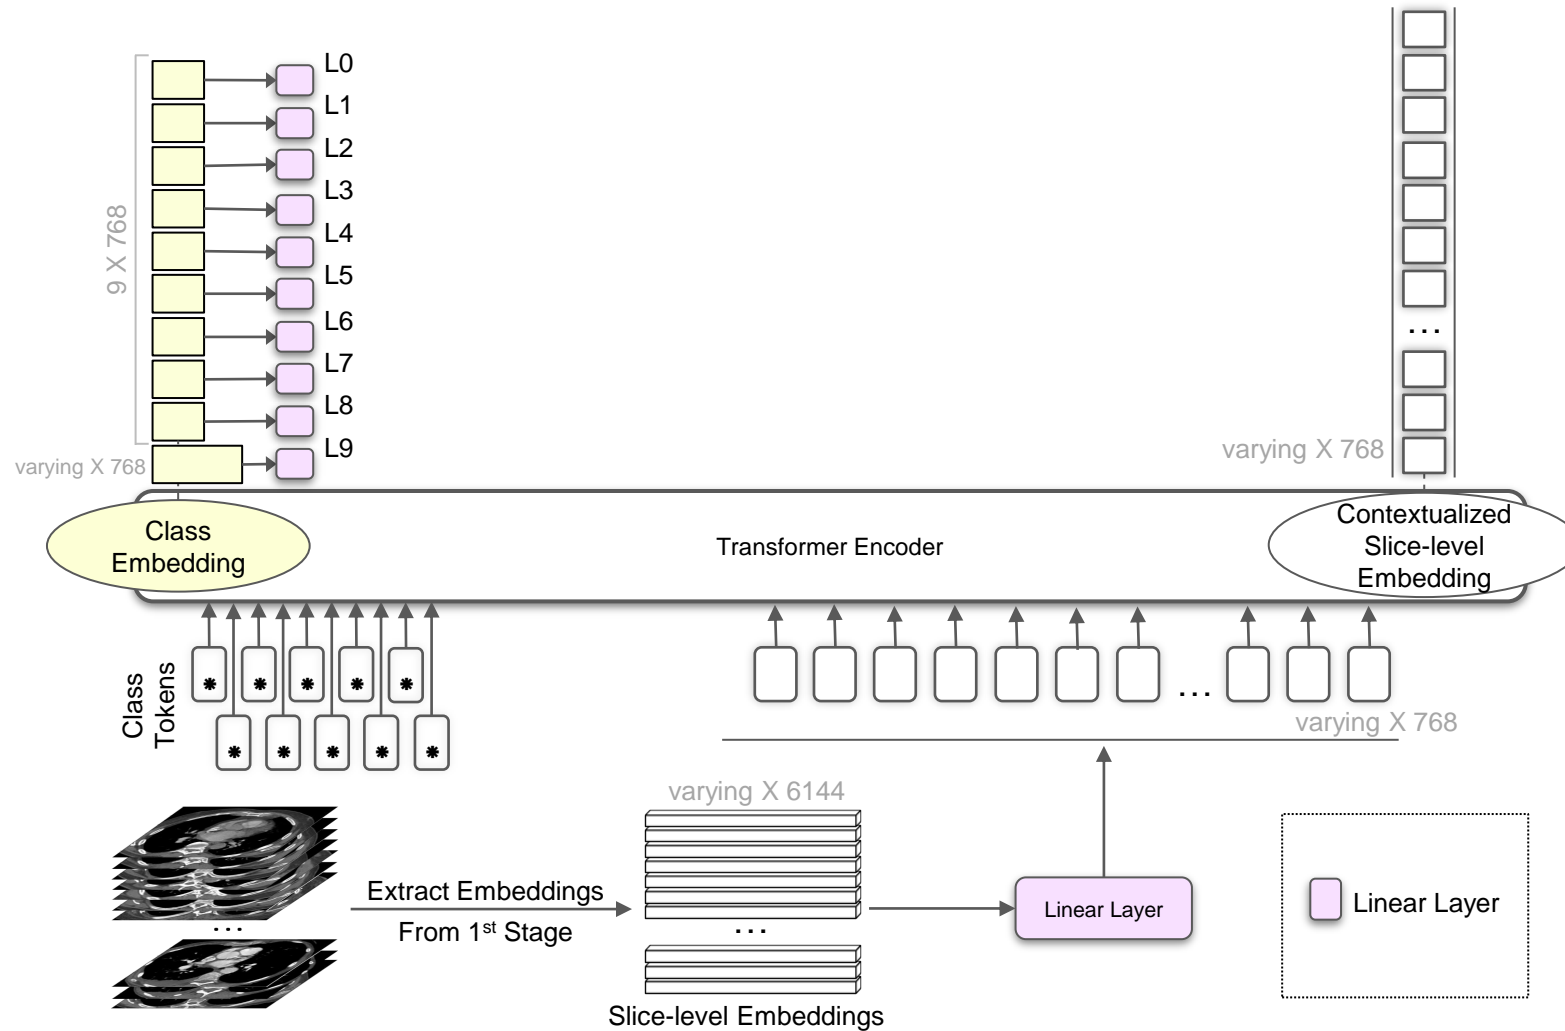 L0
L1
L2
L3
L4
L5
L6
L7
L8
L9
9 X 768
varying X 768
varying X 768
Class
Embedding
Transformer Encoder
Contextualized
Slice-level
Embedding
Class
Tokens
* * * * *
* * * * *
...
...
varying X 768
varying X 6144
Extract Embeddings
From 1st Stage
...
...
Slice-level Embeddings
Linear Layer
Linear Layer